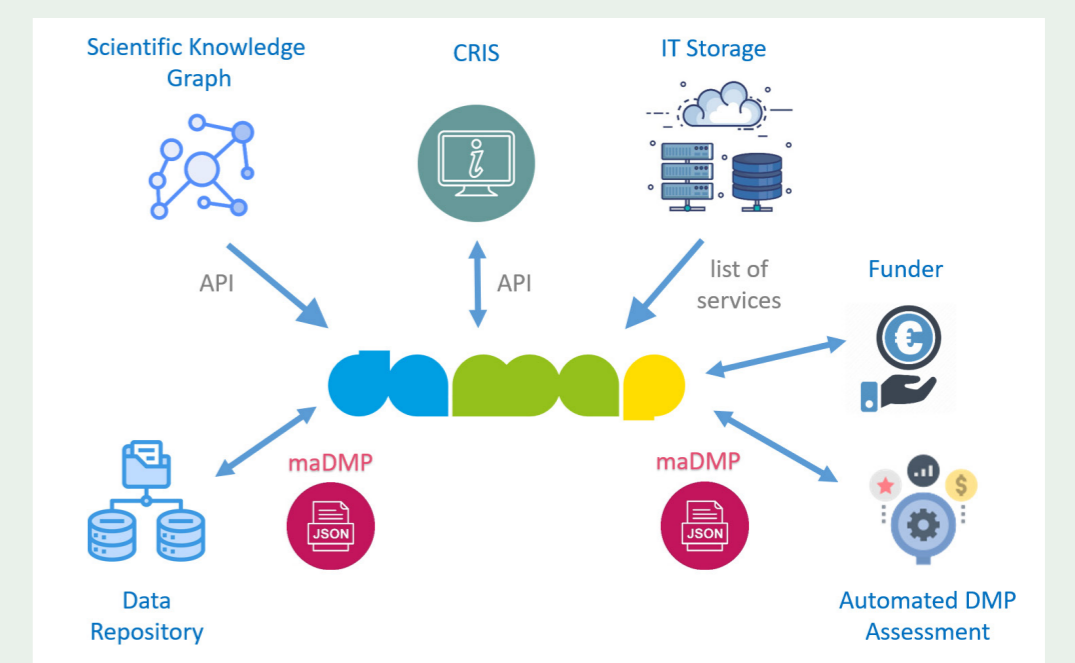 Scientific Knowledge
Graph
CRIS
IT Storage
API
API
list of
services
Funder
damap
maDMP
JSON
maDMP
JSON
Data
Repository
Automated DMP
Assessment